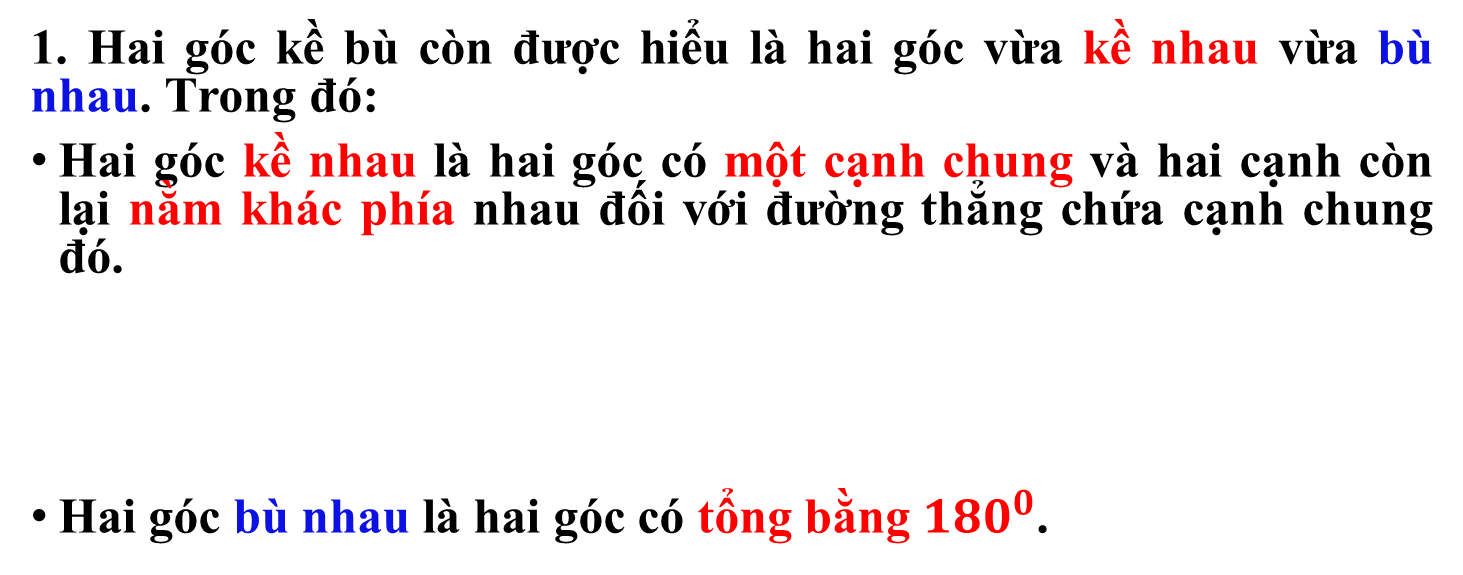 1. Hai góc kề bù còn được hiểu là hai góc vừa kề nhau vừa bù
nhau. Trong đó:
• Hai góc kề nhau là hai góc có một cạnh chung và hai cạnh còn
lại nằm khác phía nhau đối với đường thẳng chứa cạnh chung
đó.
• Hai góc bù nhau là hai góc có tổng bằng 180⁰.